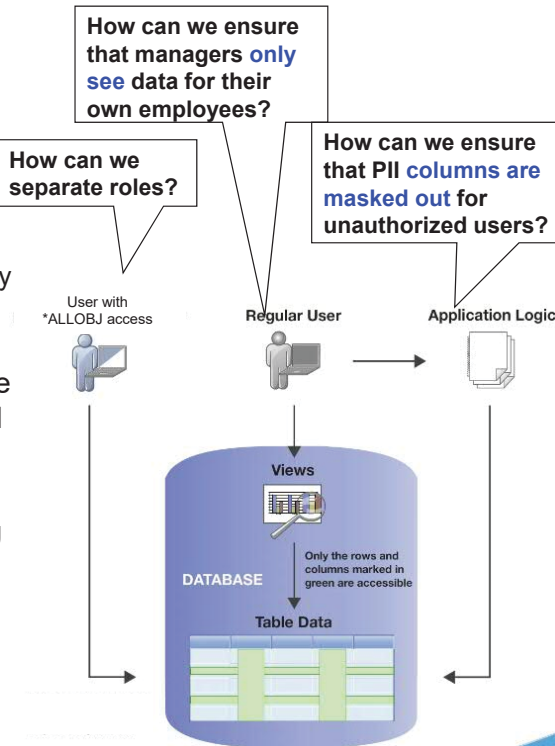 How can we ensure
that managers only
see data for their
own employees?
How can we
separate roles?
How can we ensure
that PII columns are
masked out for
unauthorized users?
User with
*ALLOBJ access
Regular User
Application Logic
Views
Only the rows and
columns marked in
green are accessible
DATABASE
Table Data